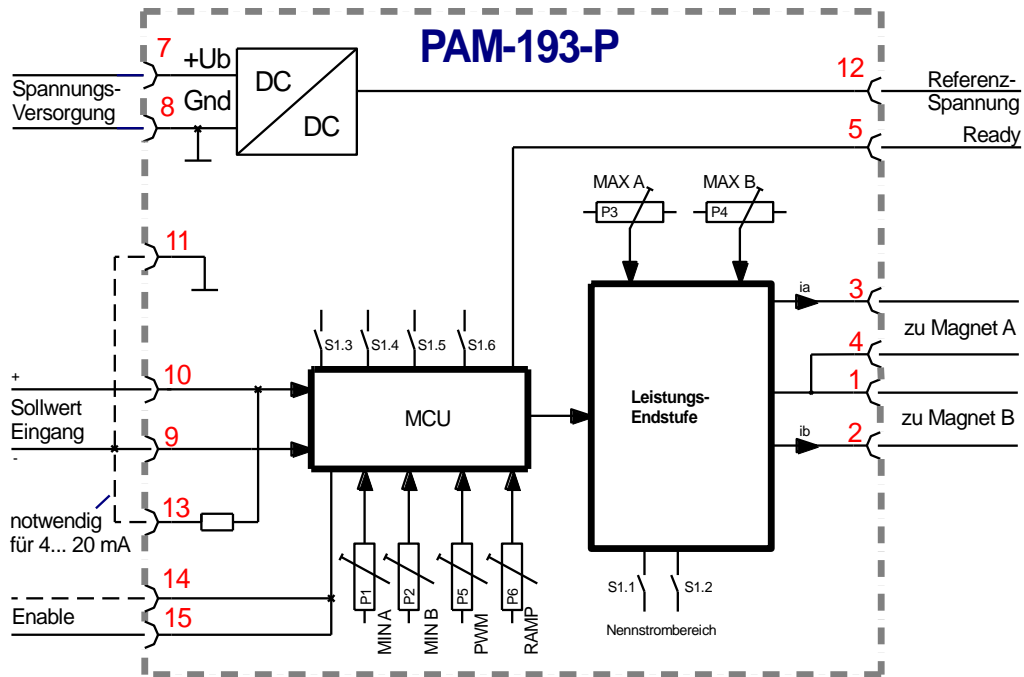 PAM-193-P
7
+Ub
DC
DC
12
Referenz-
Spannung
Spannungs-
Versorgung
8
Gnd
5
Ready
MAX A
P3
MAX B
P4
11
ia
3
zu Magnet A
4
S1.3
S1.4
S1.5
S1.6
+
10
Sollwert
Eingang
9
-
MCU
Leistungs-
Endstufe
1
zu Magnet B
ib
2
13
notwendig
für 4... 20 mA
14
Enable
15
P1
MIN A
P2
MIN B
P5
PWM
P6
RAMP
S1.1
S1.2
Nennstrombereich